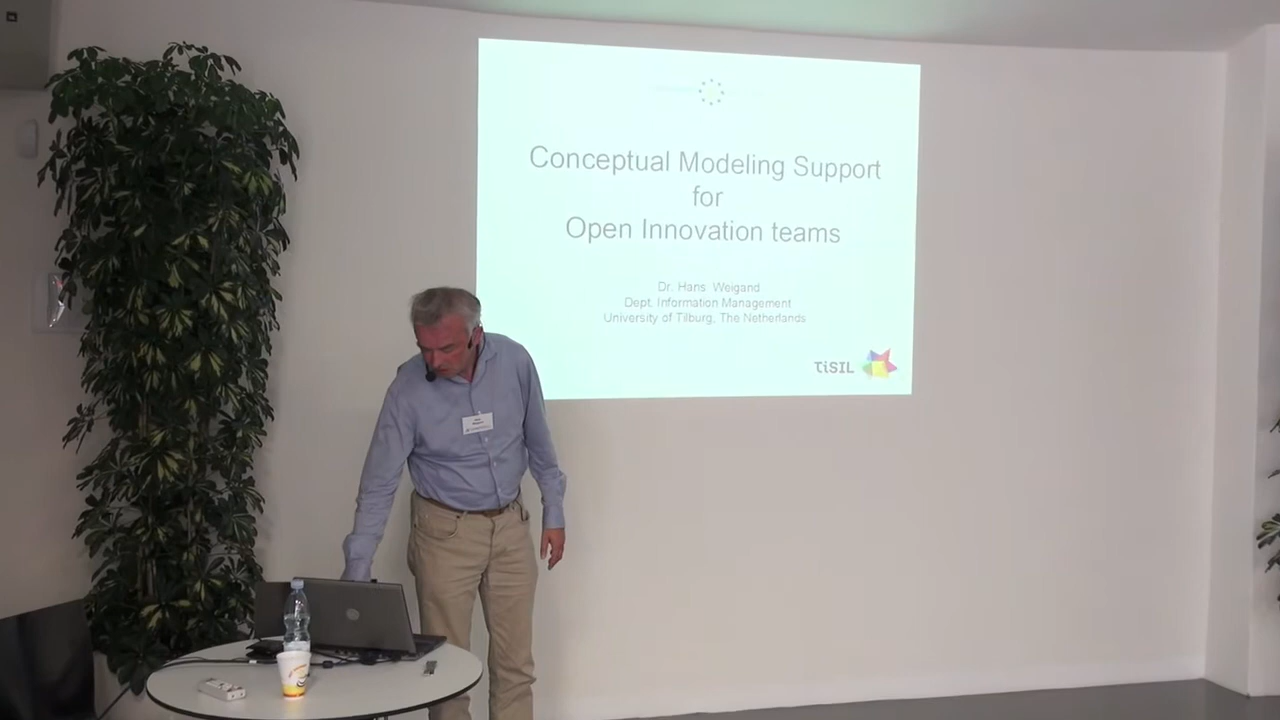 Conceptual Modeling Support
for
Open Innovation teams
Dr. Hans Weigand
Dept. Information Management
University of Tilburg, The Netherlands
TiSIL